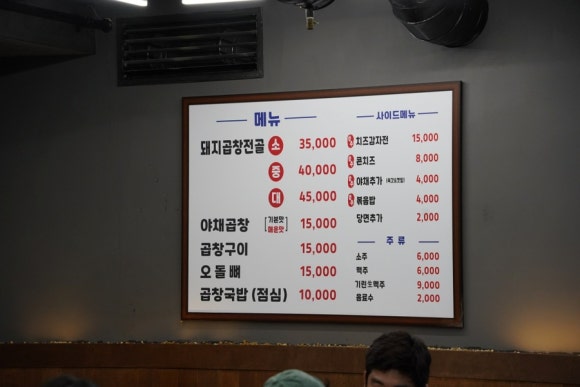 메뉴
돼지곱창전골 소 35,000
중 40,000
대 45,000
야채곱창 [기본맛 매운맛] 15,000
곱창구이 15,000
오돌뼈 15,000
곱창국밥 (점심) 10,000
사이드메뉴
치즈감자전 15,000
콘치즈 8,000
야채추가 4,000
볶음밥 4,000
당면추가 2,000
주류
소주 6,000
맥주 6,000
기린生맥주 9,000
음료수 2,000